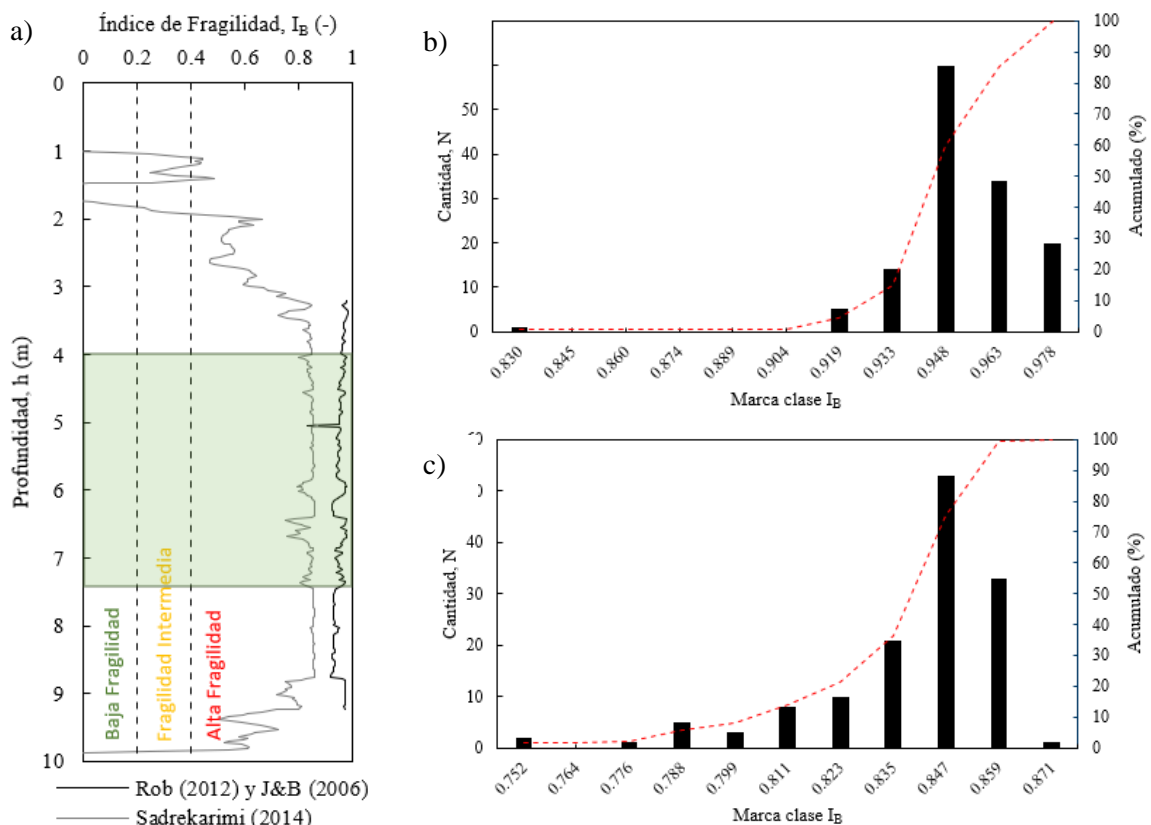 a)
Índice de Fragilidad, I_B (-)
0 0.2 0.4 0.6 0.8 1
Profundidad, h (m)
0
1
2
3
4
5
6
7
8
9
10
Baja Fragilidad
Fragilidad Intermedia
Alta Fragilidad
Rob (2012) y J&B (2006)
Sadrekarimi (2014)
b)
Cantidad, N
50
40
30
20
10
0
100
90
80
70
60
50
40
30
20
10
0
Acumulado (%)
0.830 0.845 0.860 0.874 0.889 0.904 0.919 0.933 0.948 0.963 0.978
Marca clase I_B
c)
Cantidad, N
0
40
30
20
10
0
100
90
80
70
60
50
40
30
20
10
0
Acumulado (%)
0.752 0.764 0.776 0.788 0.799 0.811 0.823 0.835 0.847 0.859 0.871
Marca clase I_B